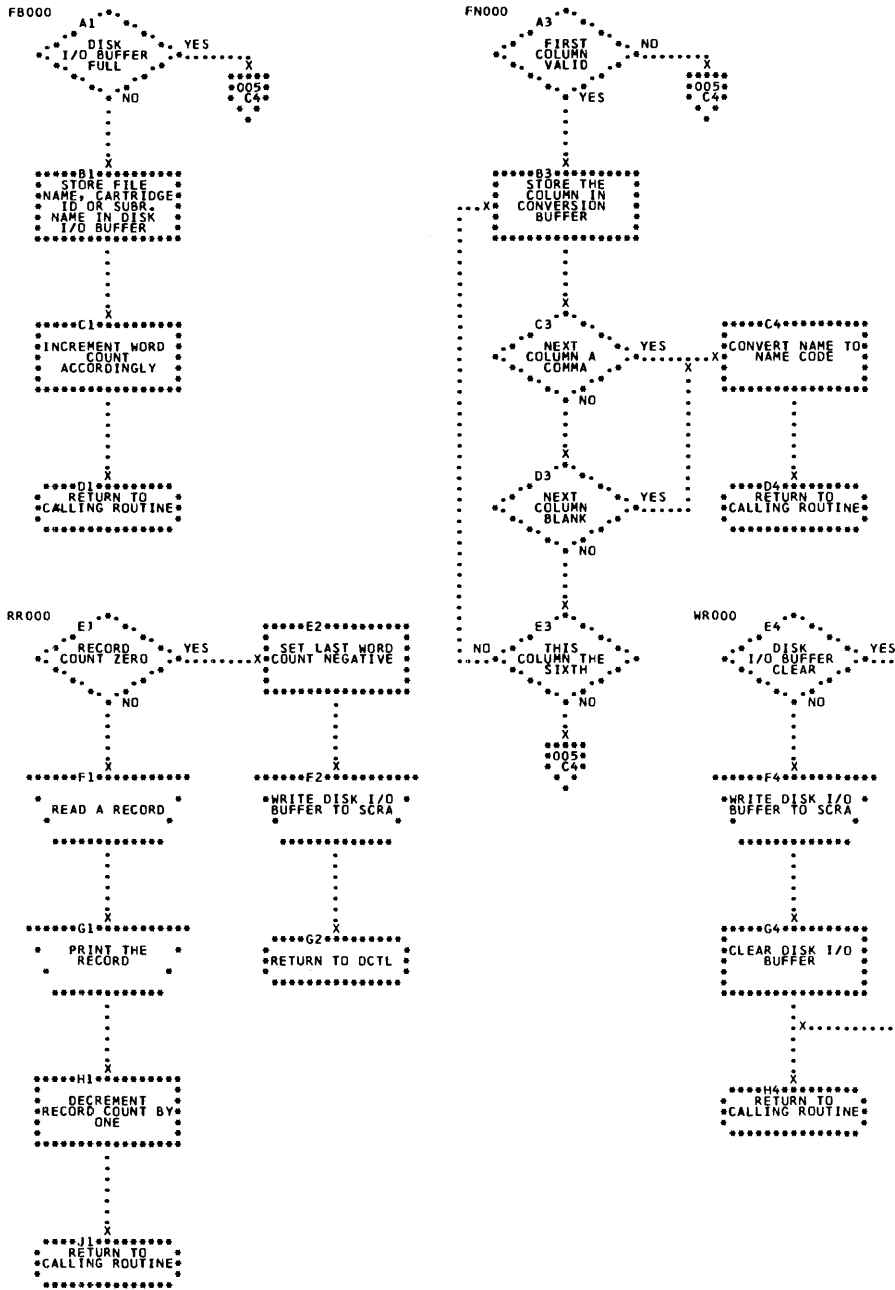 FB000
A1
DISK
I/O BUFFER
FULL
YES
NO
005
C4
B1
STORE FILE
NAME, CARTRIDGE
ID OR SUBR.
NAME IN DISK
I/O BUFFER
C1
INCREMENT WORD
COUNT
ACCORDINGLY
D1
RETURN TO
CALLING ROUTINE
FN000
A3
FIRST
COLUMN
VALID
NO
YES
005
C4
B3
STORE THE
COLUMN IN
CONVERSION
BUFFER
C3
NEXT
COLUMN A
COMMA
YES
NO
C4
CONVERT NAME TO
NAME CODE
D3
NEXT
COLUMN
BLANK
YES
NO
D4
RETURN TO
CALLING ROUTINE
E3
THIS
COLUMN THE
SIXTH
NO
NO
005
C4
RR000
E1
RECORD
COUNT ZERO
YES
NO
E2
SET LAST WORD
COUNT NEGATIVE
F1
READ A RECORD
F2
WRITE DISK I/O
BUFFER TO SCRA
G1
PRINT THE
RECORD
G2
RETURN TO DCTL
H1
DECREMENT
RECORD COUNT BY
ONE
J1
RETURN TO
CALLING ROUTINE
WR000
E4
DISK
I/O BUFFER
CLEAR
YES
NO
F4
WRITE DISK I/O
BUFFER TO SCRA
G4
CLEAR DISK I/O
BUFFER
H4
RETURN TO
CALLING ROUTINE